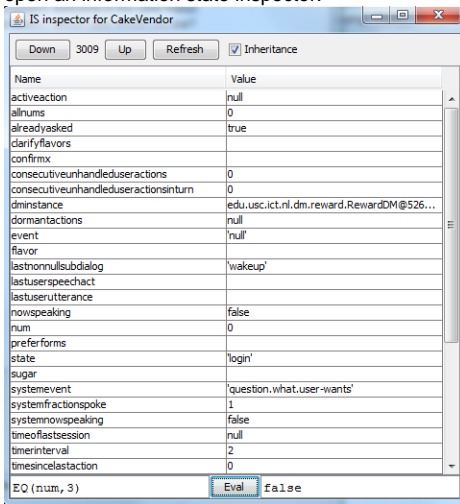 open an information state inspector.
IS inspector for CakeVendor
Down 3009 Up Refresh Inheritance
Name Value
activeaction null
allnums 0
alreadyasked true
clarifyflavors
confirmx
consecutiveunhandleduseractions 0
consecutiveunhandleduseractionsinturn 0
dminstance edu.usc.ict.nl.dm.reward.RewardDM@526...
dormantactions null
event 'null'
flavor
lastnonnullsubdialog 'wakeup'
lastuserspeechact
lastuserutterance
nowspeaking false
num 0
preferforms
state 'login'
sugar
systemevent 'question.what.user-wants'
systemfractionspoke 1
systemnowspeaking false
timeoflastsession null
timerinterval 2
timesincelastaction 0
EQ(num,3) Eval false